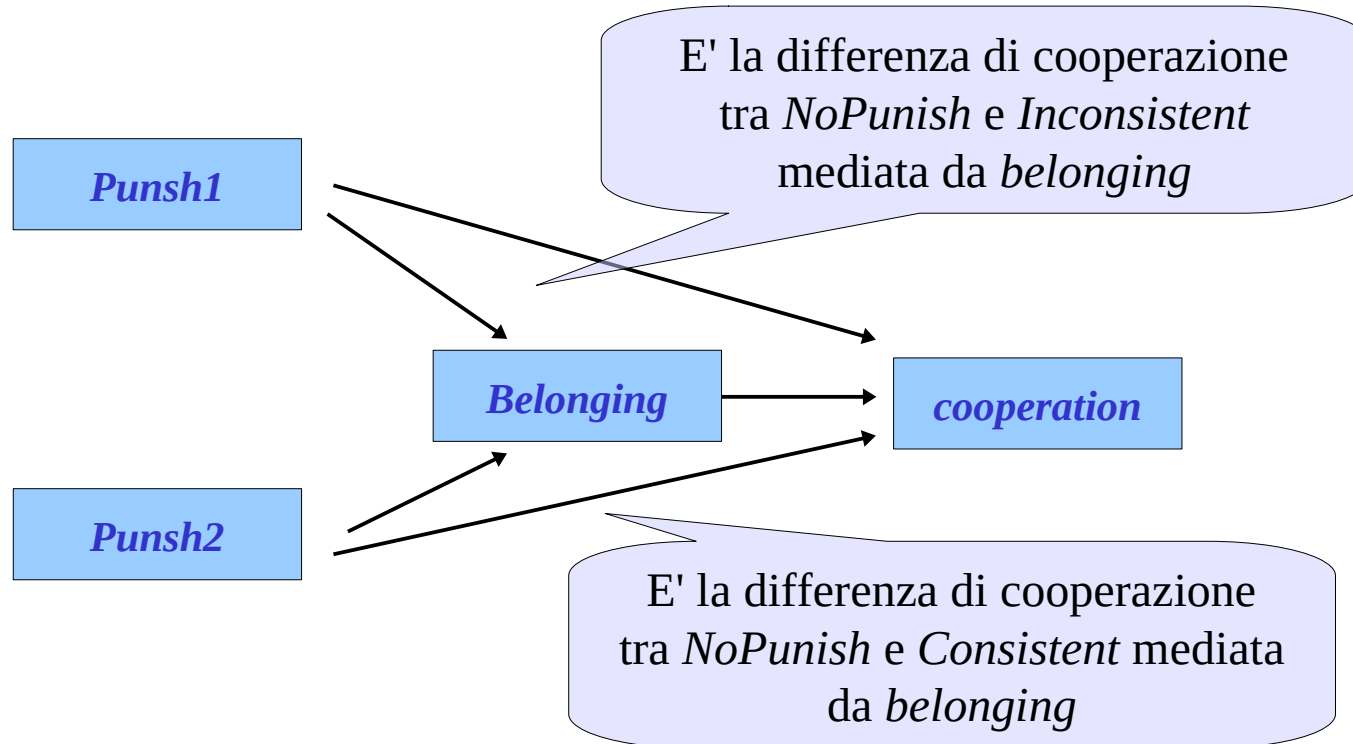 E' la differenza di cooperazione
tra NoPunish e Inconsistent
mediata da belonging
Punsh1
Belonging
cooperation
Punsh2
E' la differenza di cooperazione
tra NoPunish e Consistent mediata
da belonging